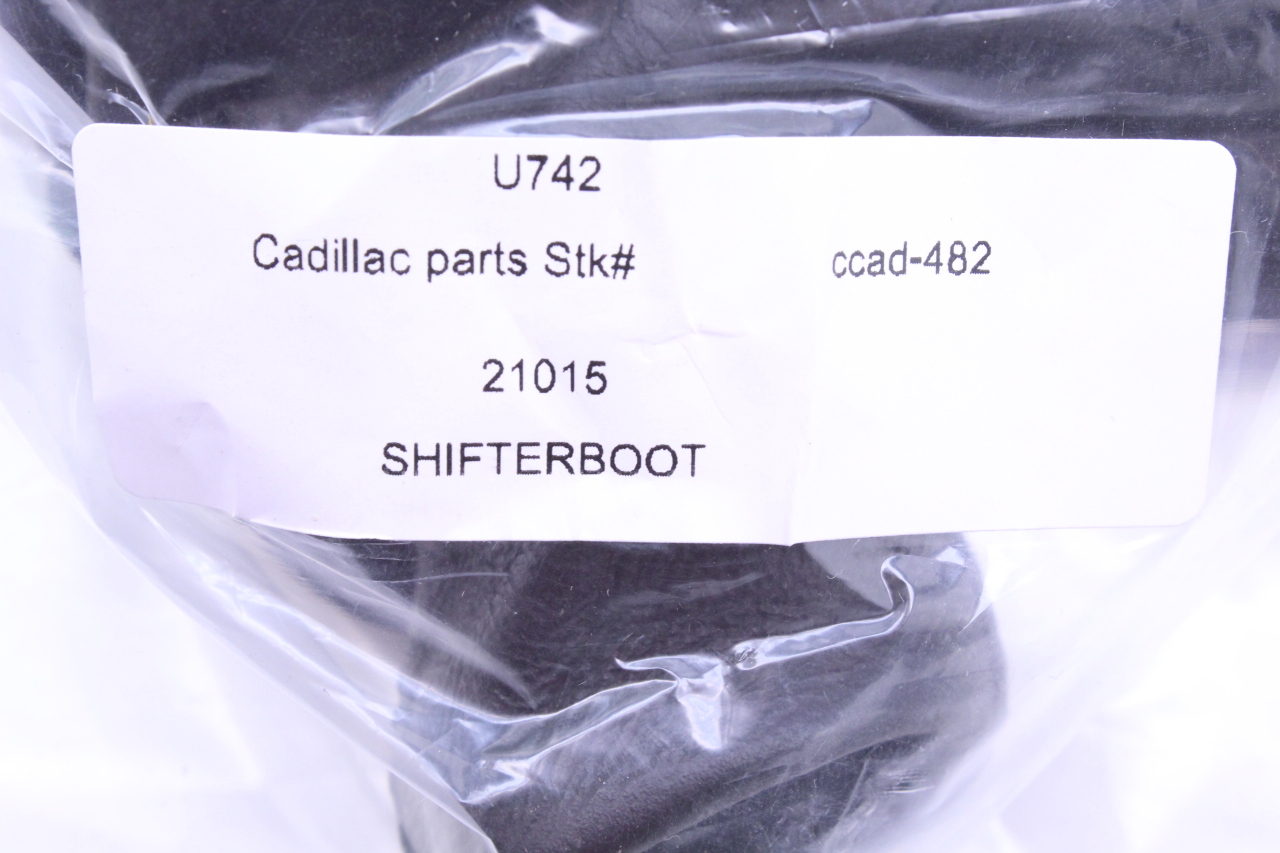 U742
Cadillac parts Stk# ccad-482
21015
SHIFTERBOOT